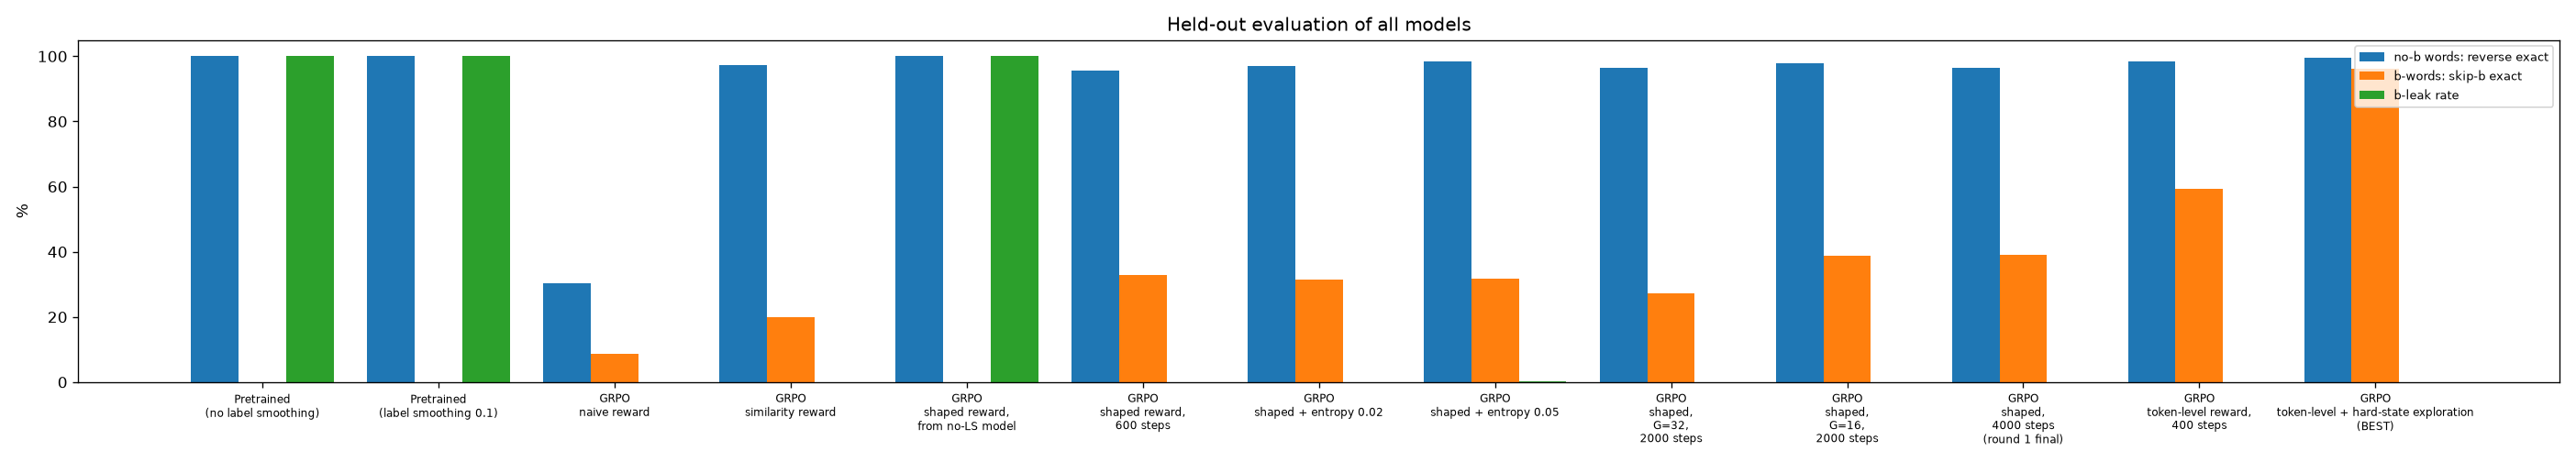 Held-out evaluation of all models
no-b words: reverse exact
b-words: skip-b exact
b-leak rate
%
100
80
60
40
20
0
Pretrained
(no label smoothing)
Pretrained
(label smoothing 0.1)
GRPO
naive reward
GRPO
similarity reward
GRPO
shaped reward,
from no-LS model
GRPO
shaped reward,
600 steps
GRPO
shaped + entropy 0.02
GRPO
shaped + entropy 0.05
GRPO
shaped,
G=32,
2000 steps
GRPO
shaped,
G=16,
2000 steps
GRPO
shaped,
4000 steps
(round 1 final)
GRPO
token-level reward,
400 steps
GRPO
token-level + hard-state exploration
(BEST)